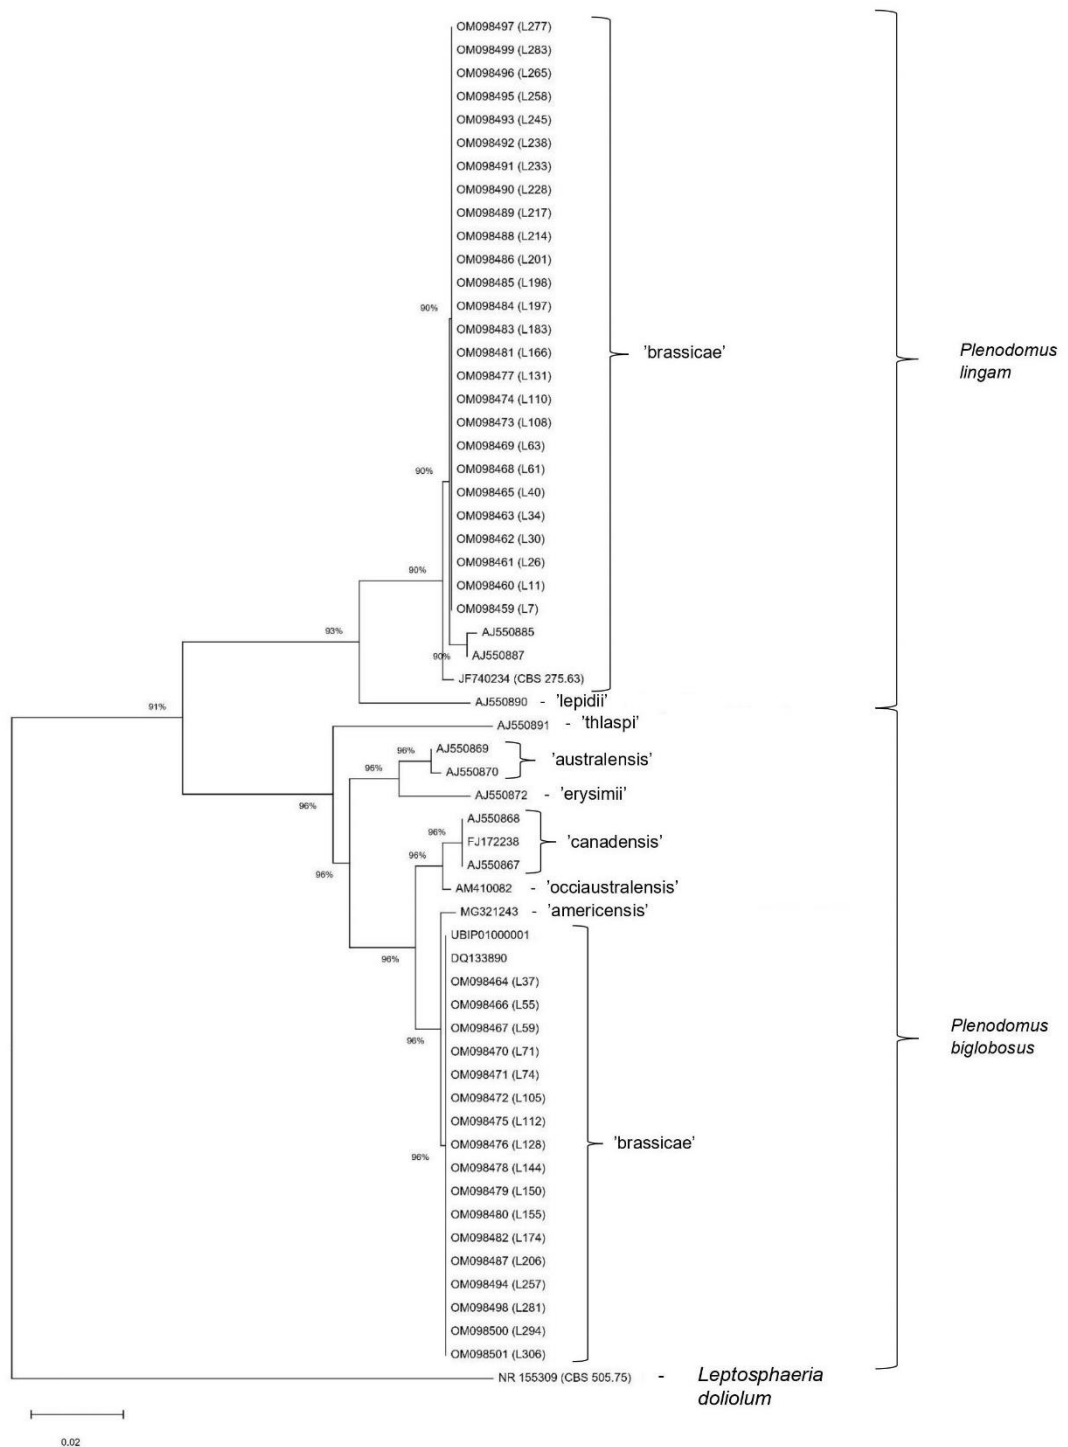 OM098497 (L277)
OM098499 (L283)
OM098496 (L265)
OM098495 (L258)
OM098493 (L245)
OM098492 (L238)
OM098491 (L233)
OM098490 (L228)
OM098489 (L217)
OM098488 (L214)
OM098486 (L201)
OM098485 (L198)
90%
OM098484 (L197)
OM098483 (L183)
OM098481 (L166)
’brassicae’
Plenodomus
lingam
OM098477 (L131)
OM098474 (L110)
OM098473 (L108)
OM098469 (L63)
90%
OM098468 (L61)
OM098465 (L40)
OM098463 (L34)
OM098462 (L30)
OM098461 (L26)
90%
OM098460 (L11)
OM098459 (L7)
93%
AJ550885
90%
AJ550887
JF740234 (CBS 275.63)
AJ550890 - ’lepidii’
91%
AJ550891 - ’thlaspi’
96%
AJ550869
’australensis’
96%
AJ550870
AJ550872 - ’erysimii’
96%
AJ550868
96%
FJ172238
’canadensis’
96%
AJ550867
96%
AM410082 - ’occiaustralensis’
MG321243 - ’americensis’
UBIP01000001
96%
DQ133890
OM098464 (L37)
OM098466 (L55)
OM098467 (L59)
Plenodomus
biglobosus
96%
OM098470 (L71)
OM098471 (L74)
OM098472 (L105)
OM098475 (L112)
OM098476 (L128)
’brassicae’
96%
OM098478 (L144)
OM098479 (L150)
OM098480 (L155)
OM098482 (L174)
OM098487 (L206)
OM098494 (L257)
OM098498 (L281)
OM098500 (L294)
OM098501 (L306)
NR 155309 (CBS 505.75) - Leptosphaeria
doliolum
0.02